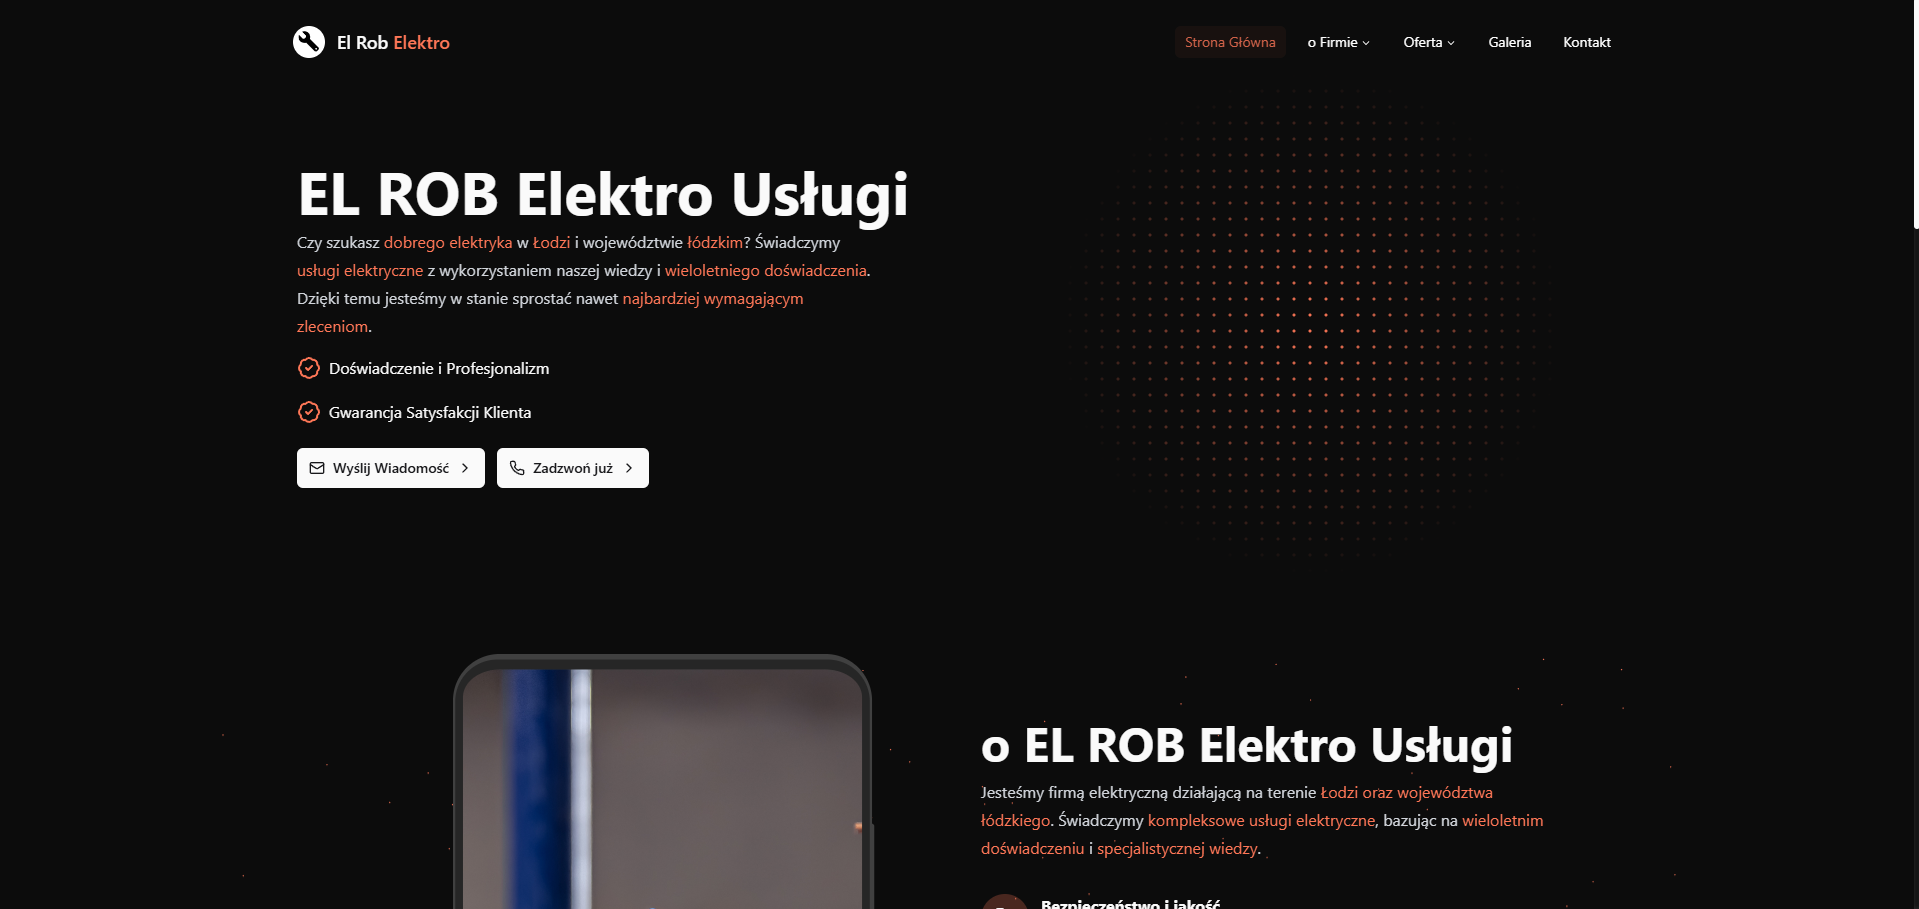 El Rob Elektro
Strona Główna
o Firmie
Oferta
Galeria
Kontakt
EL ROB Elektro Usługi
Czy szukasz dobrego elektryka w Łodzi i województwie łódzkim? Świadczymy
usługi elektryczne z wykorzystaniem naszej wiedzy i wieloletniego doświadczenia.
Dzięki temu jesteśmy w stanie sprostać nawet najbardziej wymagającym
zleceniom.
Doświadczenie i Profesjonalizm
Gwarancja Satysfakcji Klienta
Wyślij Wiadomość
Zadzwoń już
o EL ROB Elektro Usługi
Jesteśmy firmą elektryczną działającą na terenie Łodzi oraz województwa
łódzkiego. Świadczymy kompleksowe usługi elektryczne, bazując na wieloletnim
doświadczeniu i specjalistycznej wiedzy.
Bezpieczeństwo i jakość